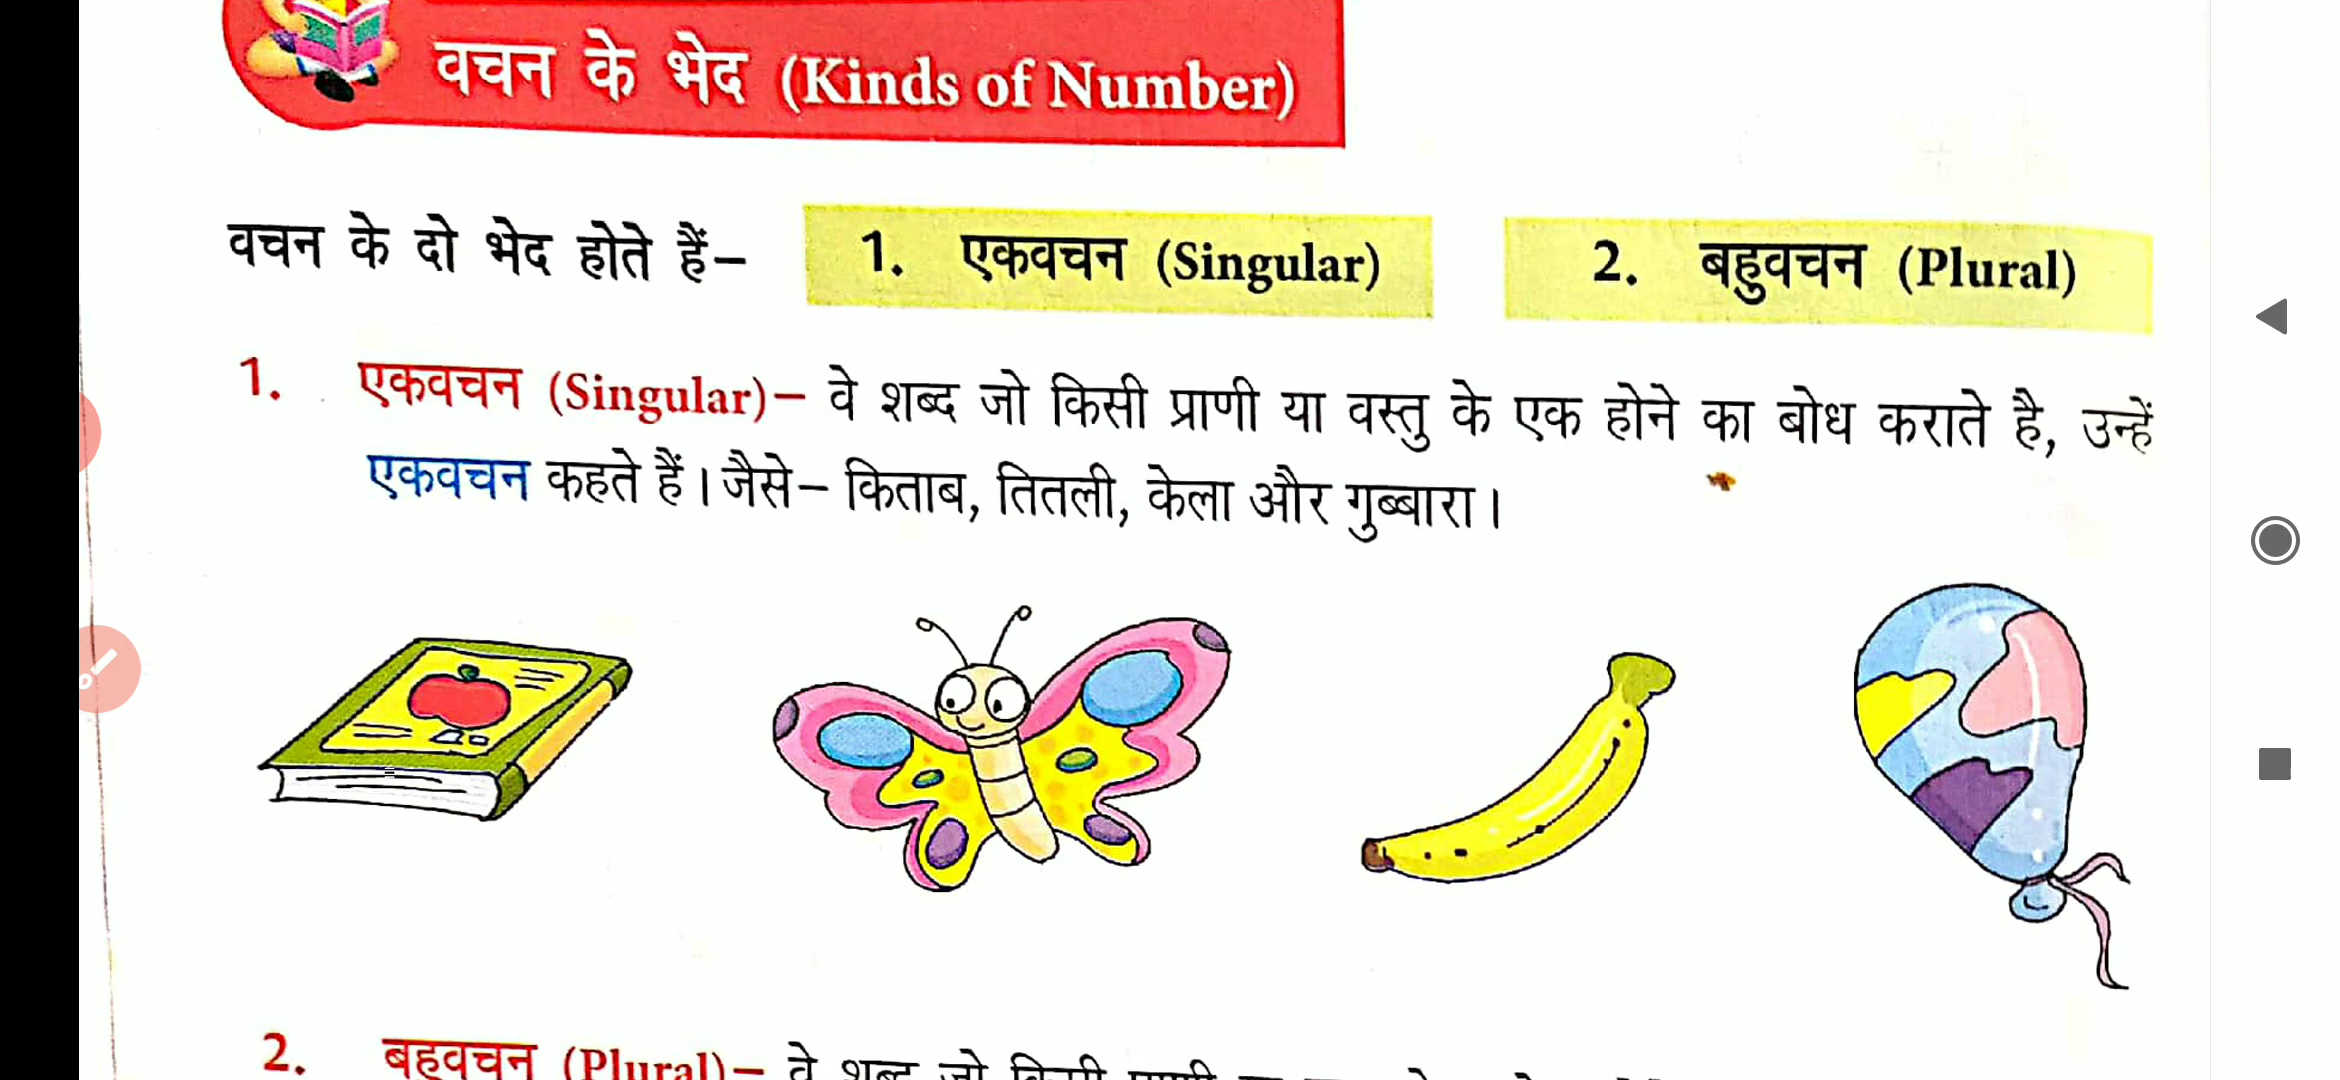 वचन के भेद (Kinds of Number)
वचन के दो भेद होते हैं– 1. एकवचन (Singular) 2. बहुवचन (Plural)
1. एकवचन (Singular)– वे शब्द जो किसी प्राणी या वस्तु के एक होने का बोध कराते है, उन्हें
एकवचन कहते हैं। जैसे– किताब, तितली, केला और गुब्बारा।
2. बहुवचन (Plural)– वे शब्द जो किसी